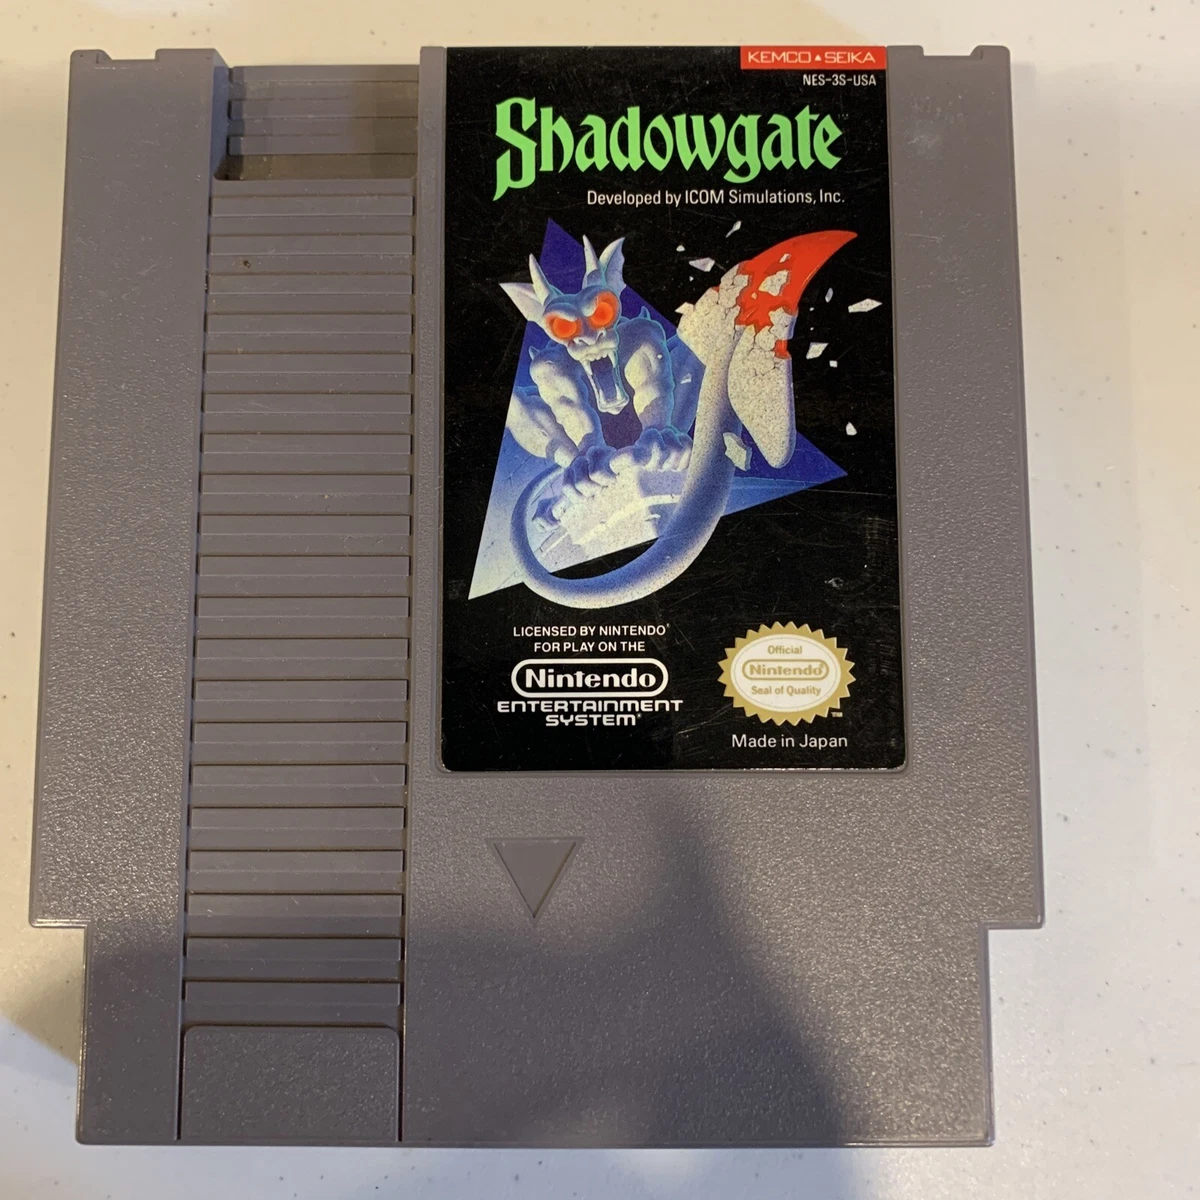 KEMCO▲SEIKA
NES-3S-USA
Shadowgate
Developed by ICOM Simulations, Inc.
LICENSED BY NINTENDO®
FOR PLAY ON THE
Nintendo
ENTERTAINMENT
SYSTEM®
Official
Nintendo®
Seal of Quality
TM
Made in Japan